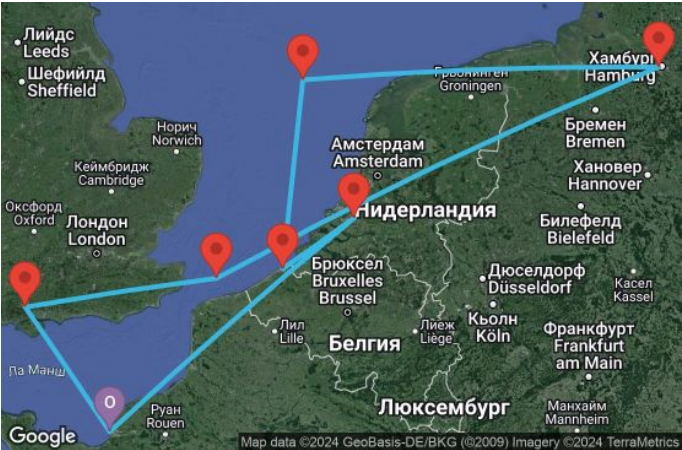 Лийдс
Leeds
Шефийлд
Sheffield
Хамбург
Hamburg
Гронинген
Groningen
Норич
Norwich
Бремен
Bremen
Амстердам
Amsterdam
Кеймбридж
Cambridge
Хановер
Hannover
Оксфорд
Oxford
Лондон
London
Нидерландия
Билефелд
Bielefeld
Брюксел
Bruxelles
Brussel
Дюселдорф
Düsseldorf
Касел
Kassel
Лил
Lille
Лиеж
Liège
Кьолн
Köln
Белгия
Франкфурт
Frankfurt
am Main
Ла Манш
O
Руан
Rouen
Люксембург
Манхайм
Mannheim
Google
Map data ©2024 GeoBasis-DE/BKG (©2009) Imagery ©2024 TerraMetrics